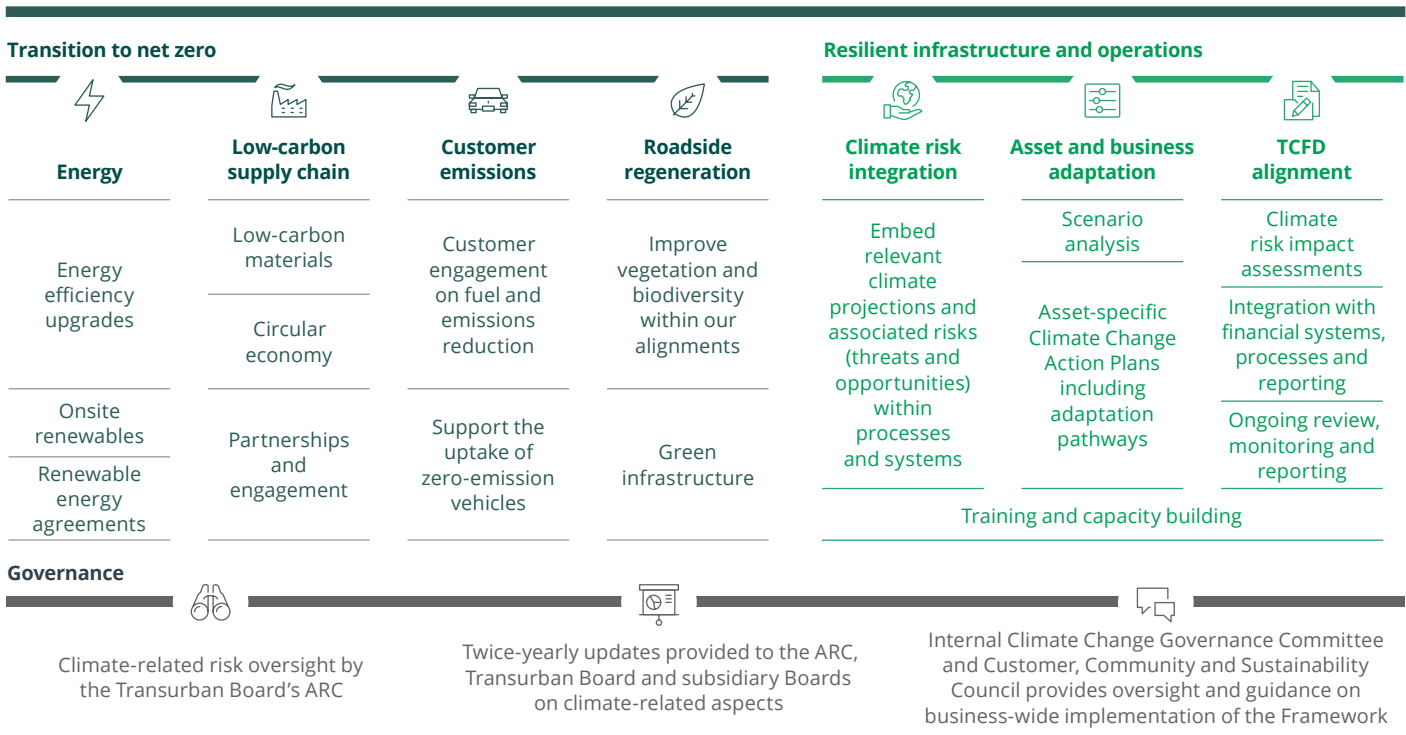 Transition to net zero
Energy
Energy
efficiency
upgrades
Onsite
renewables
Renewable
energy
agreements
Low-carbon
supply chain
Low-carbon
materials
Circular
economy
Partnerships
and
engagement
Customer
emissions
Customer
engagement
on fuel and
emissions
reduction
Support the
uptake of
zero-emission
vehicles
Roadside
regeneration
Improve
vegetation and
biodiversity
within our
alignments
Green
infrastructure
Resilient infrastructure and operations
Climate risk
integration
Embed
relevant
climate
projections and
associated risks
(threats and
opportunities)
within
processes
and systems
Asset and business
adaptation
Scenario
analysis
Asset-specific
Climate Change
Action Plans
including
adaptation
pathways
TCFD
alignment
Climate
risk impact
assessments
Integration with
financial systems,
processes and
reporting
Ongoing review,
monitoring and
reporting
Training and capacity building
Governance
Climate-related risk oversight by
the Transurban Board’s ARC
Twice-yearly updates provided to the ARC,
Transurban Board and subsidiary Boards
on climate-related aspects
Internal Climate Change Governance Committee
and Customer, Community and Sustainability
Council provides oversight and guidance on
business-wide implementation of the Framework